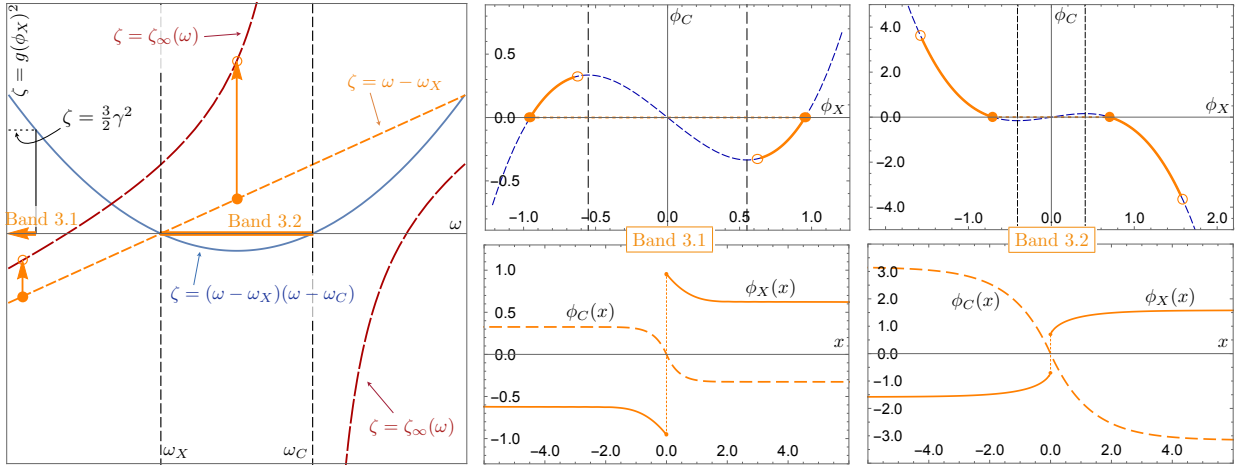 ζ = g(ϕ_X)^2
ζ = ζ_∞(ω)
ζ = ω − ω_X
ζ = 3/2 γ^2
Band 3.1
Band 3.2
ω
ζ = (ω − ω_X)(ω − ω_C)
ζ = ζ_∞(ω)
ω_X
ω_C
ϕ_C
0.5
ϕ_X
0.0
−0.5
−1.0 −0.5 0.0 0.5 1.0
ϕ_C
4.0
2.0
ϕ_X
0.0
−2.0
−4.0
−1.0 0.0 1.0 2.0
Band 3.1
1.0
ϕ_X(x)
ϕ_C(x)
0.5
x
0.0
−0.5
−1.0
−4.0 −2.0 0.0 2.0 4.0
Band 3.2
3.0
ϕ_C(x)
ϕ_X(x)
2.0
1.0
x
0.0
−1.0
−2.0
−3.0
−4.0 −2.0 0.0 2.0 4.0